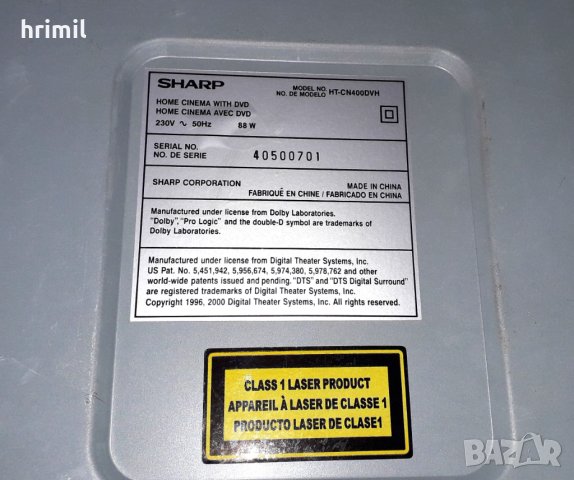 hrimil
SHARP
MODEL NO.
NO. DE MODELO HT-CN400DVH
HOME CINEMA WITH DVD
HOME CINEMA AVEC DVD
230V ∿ 50Hz 88 W
SERIAL NO.
NO. DE SERIE 40500701
SHARP CORPORATION MADE IN CHINA
FABRIQUÉ EN CHINE / FABRICADO EN CHINA
Manufactured under license from Dolby Laboratories.
"Dolby", "Pro Logic" and the double-D symbol are trademarks of
Dolby Laboratories.
Manufactured under license from Digital Theater Systems, Inc.
US Pat. No. 5,451,942, 5,956,674, 5,974,380, 5,978,762 and other
world-wide patents issued and pending. "DTS" and "DTS Digital Surround"
are registered trademarks of Digital Theater Systems, Inc.
Copyright 1996, 2000 Digital Theater Systems, Inc. All rights reserved.
CLASS 1 LASER PRODUCT
APPAREIL À LASER DE CLASSE 1
PRODUCTO LASER DE CLASE1
BAZAR